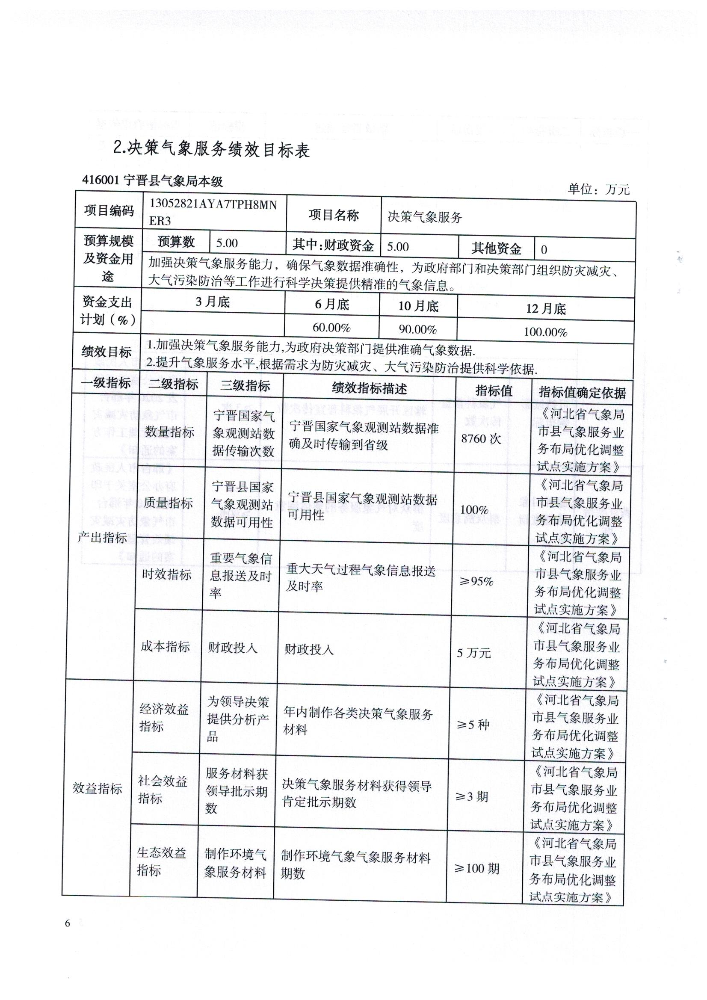 2.决策气象服务绩效目标表
416001 宁晋县气象局本级
单位：万元
项目编码
13052821AYA7TPH8MN
ER3
项目名称
决策气象服务
预算规模
及资金用
途
预算数
5.00
其中:财政资金
5.00
其他资金
0
加强决策气象服务能力，确保气象数据准确性，为政府部门和决策部门组织防灾减灾、
大气污染防治等工作进行科学决策提供精准的气象信息。
资金支出
计划（%）
3 月底
6 月底
10 月底
12 月底
60.00%
90.00%
100.00%
绩效目标
1.加强决策气象服务能力,为政府决策部门提供准确气象数据.
2.提升气象服务水平,根据需求为防灾减灾、大气污染防治提供科学依据.
一级指标
二级指标
三级指标
绩效指标描述
指标值
指标值确定依据
产出指标
数量指标
宁晋国家气
象观测站数
据传输次数
宁晋国家气象观测站数据准
确及时传输到省级
8760 次
《河北省气象局
市县气象服务业
务布局优化调整
试点实施方案》
质量指标
宁晋县国家
气象观测站
数据可用性
宁晋县国家气象观测站数据
可用性
100%
《河北省气象局
市县气象服务业
务布局优化调整
试点实施方案》
时效指标
重要气象信
息报送及时
率
重大天气过程气象信息报送
及时率
≥95%
《河北省气象局
市县气象服务业
务布局优化调整
试点实施方案》
成本指标
财政投入
财政投入
5 万元
《河北省气象局
市县气象服务业
务布局优化调整
试点实施方案》
效益指标
经济效益
指标
为领导决策
提供分析产
品
年内制作各类决策气象服务
材料
≥5 种
《河北省气象局
市县气象服务业
务布局优化调整
试点实施方案》
社会效益
指标
服务材料获
领导批示期
数
决策气象服务材料获得领导
肯定批示期数
≥3 期
《河北省气象局
市县气象服务业
务布局优化调整
试点实施方案》
生态效益
指标
制作环境气
象服务材料
制作环境气象气象服务材料
期数
≥100 期
《河北省气象局
市县气象服务业
务布局优化调整
试点实施方案》
6